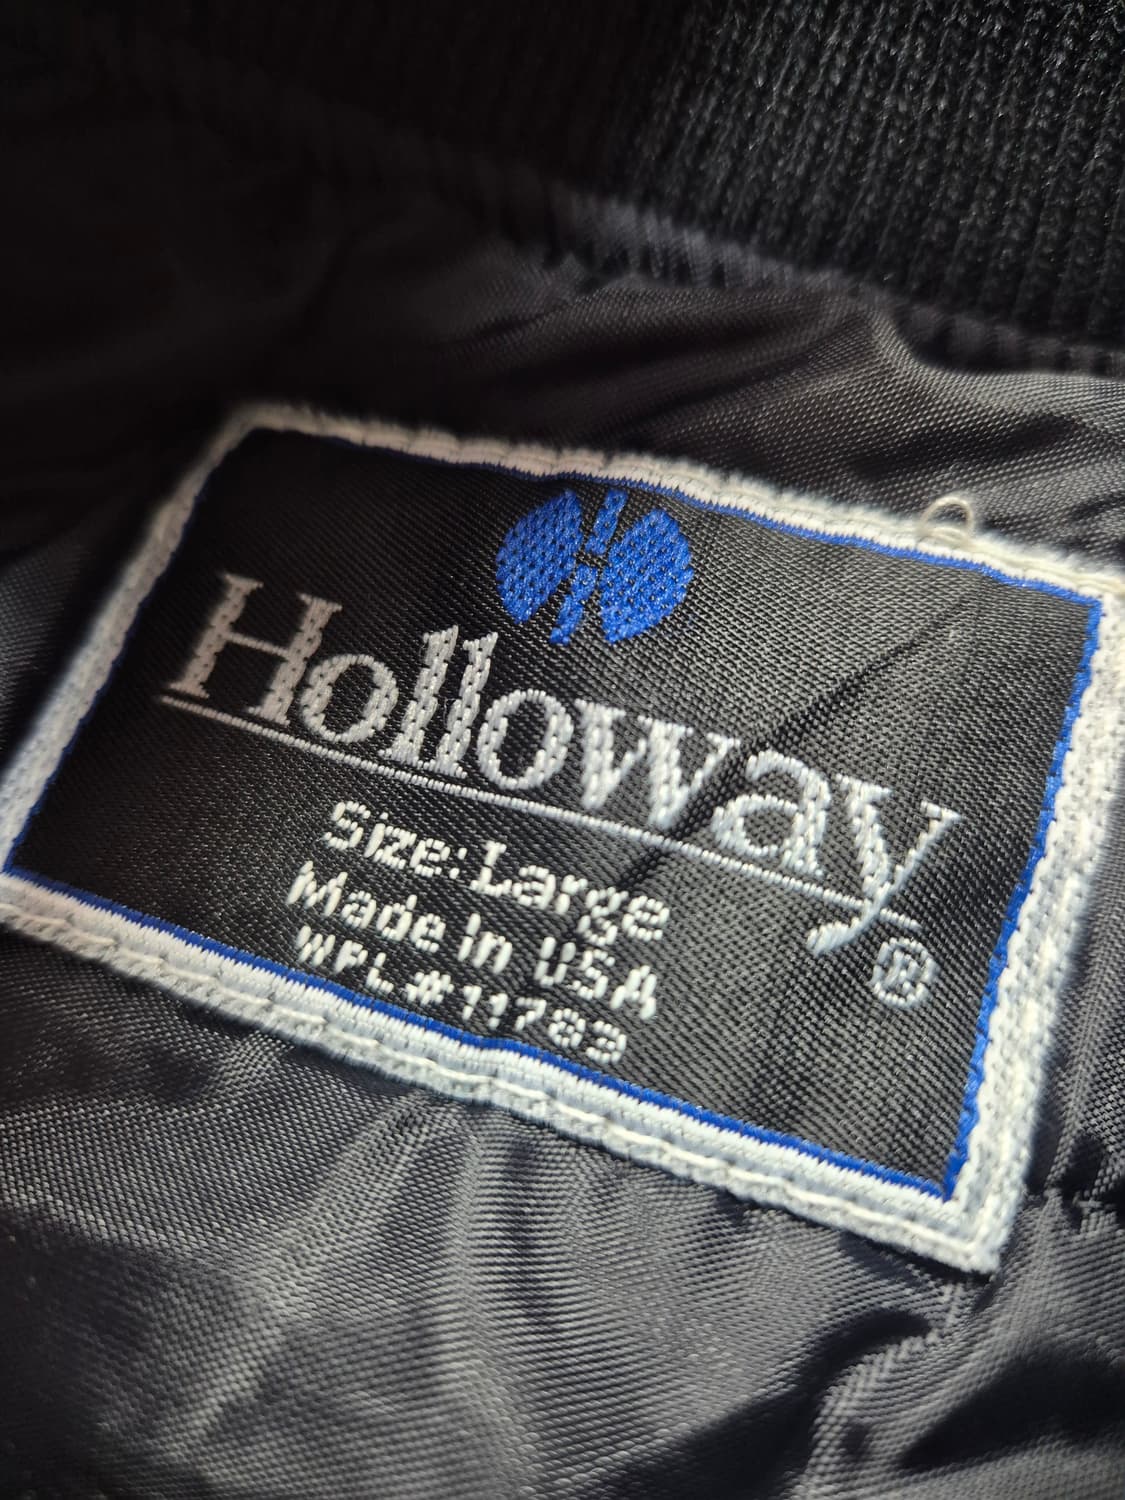 Holloway®
Size: Large
Made In USA
WPL # 11783